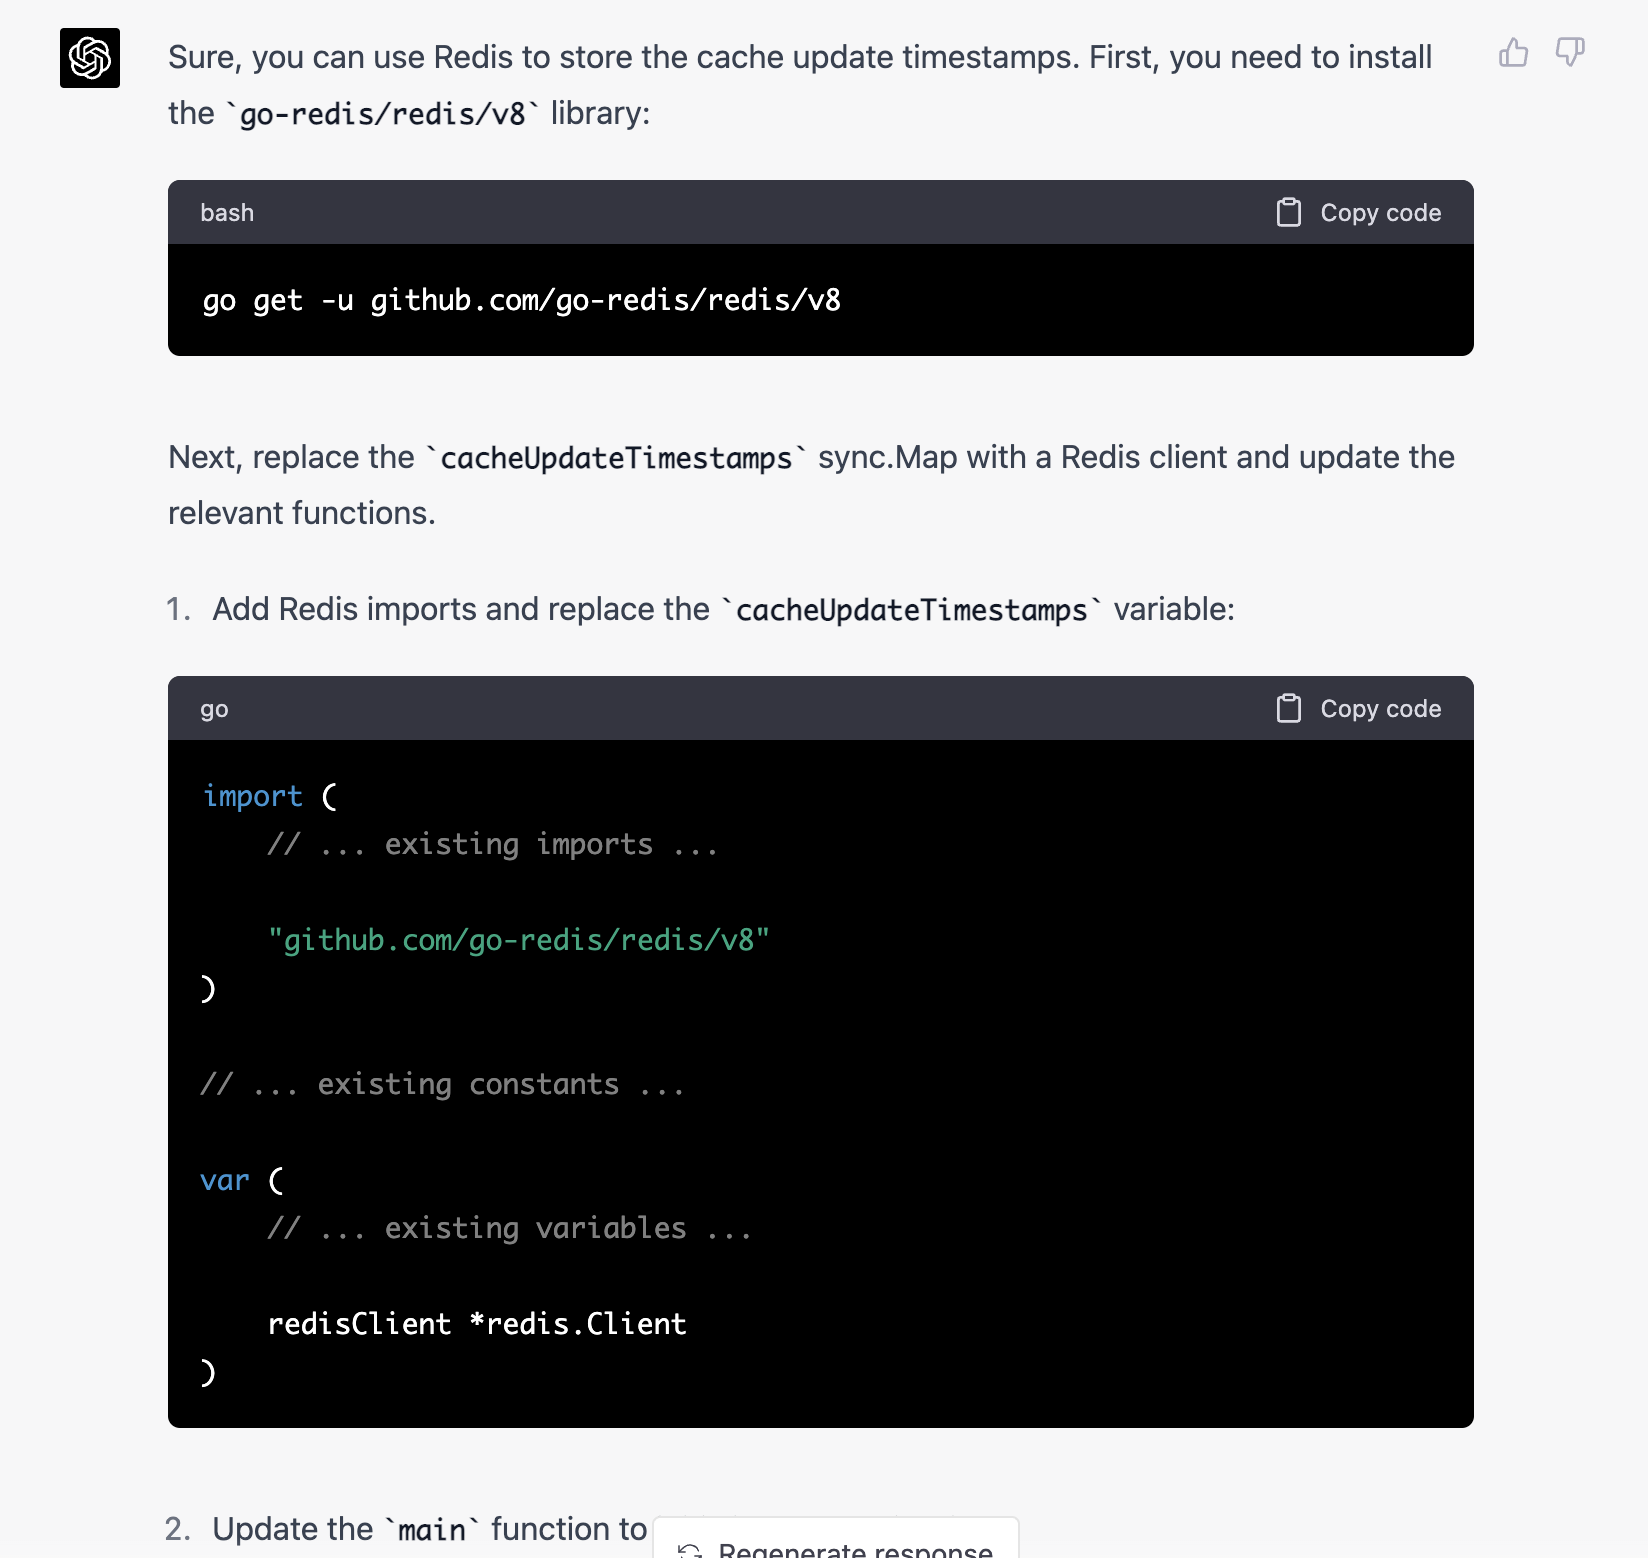 Sure, you can use Redis to store the cache update timestamps. First, you need to install
the `go-redis/redis/v8` library:
bash
Copy code
go get -u github.com/go-redis/redis/v8
Next, replace the `cacheUpdateTimestamps` sync.Map with a Redis client and update the
relevant functions.
1. Add Redis imports and replace the `cacheUpdateTimestamps` variable:
go
Copy code
import (
    // ... existing imports ...
    "github.com/go-redis/redis/v8"
)
// ... existing constants ...
var (
    // ... existing variables ...
    redisClient *redis.Client
)
2. Update the `main` function to
Regenerate response